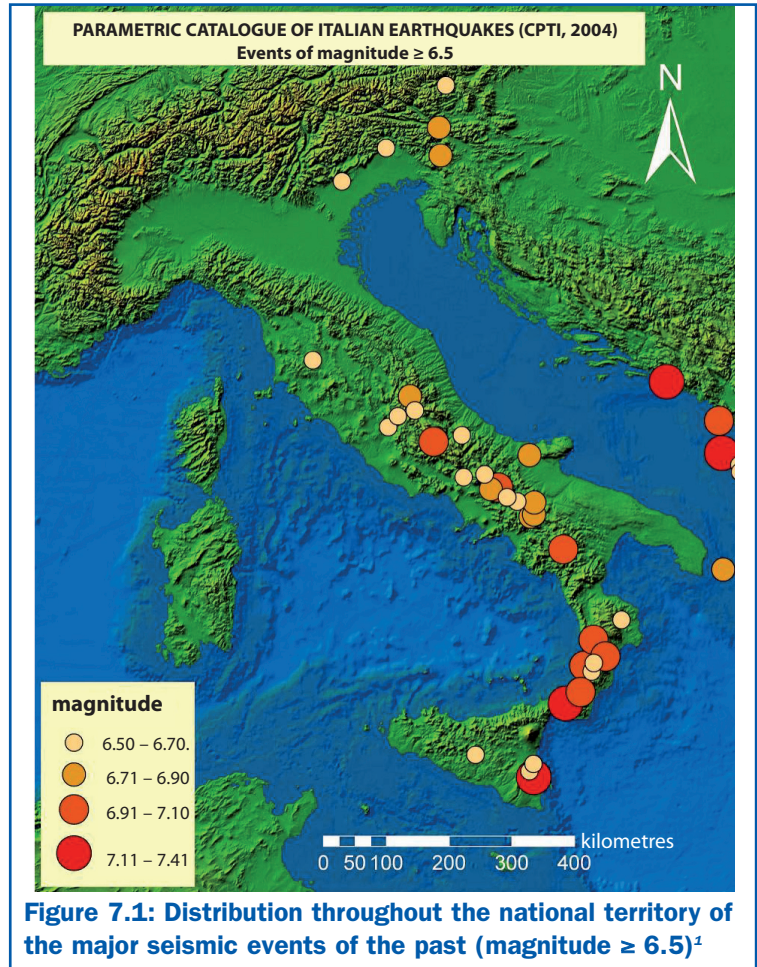 PARAMETRIC CATALOGUE OF ITALIAN EARTHQUAKES (CPTI, 2004)
Events of magnitude ≥ 6.5
N
magnitude
6.50 – 6.70.
6.71 – 6.90
6.91 – 7.10
7.11 – 7.41
kilometres
0 50 100 200 300 400
Figure 7.1: Distribution throughout the national territory of
the major seismic events of the past (magnitude ≥ 6.5)¹